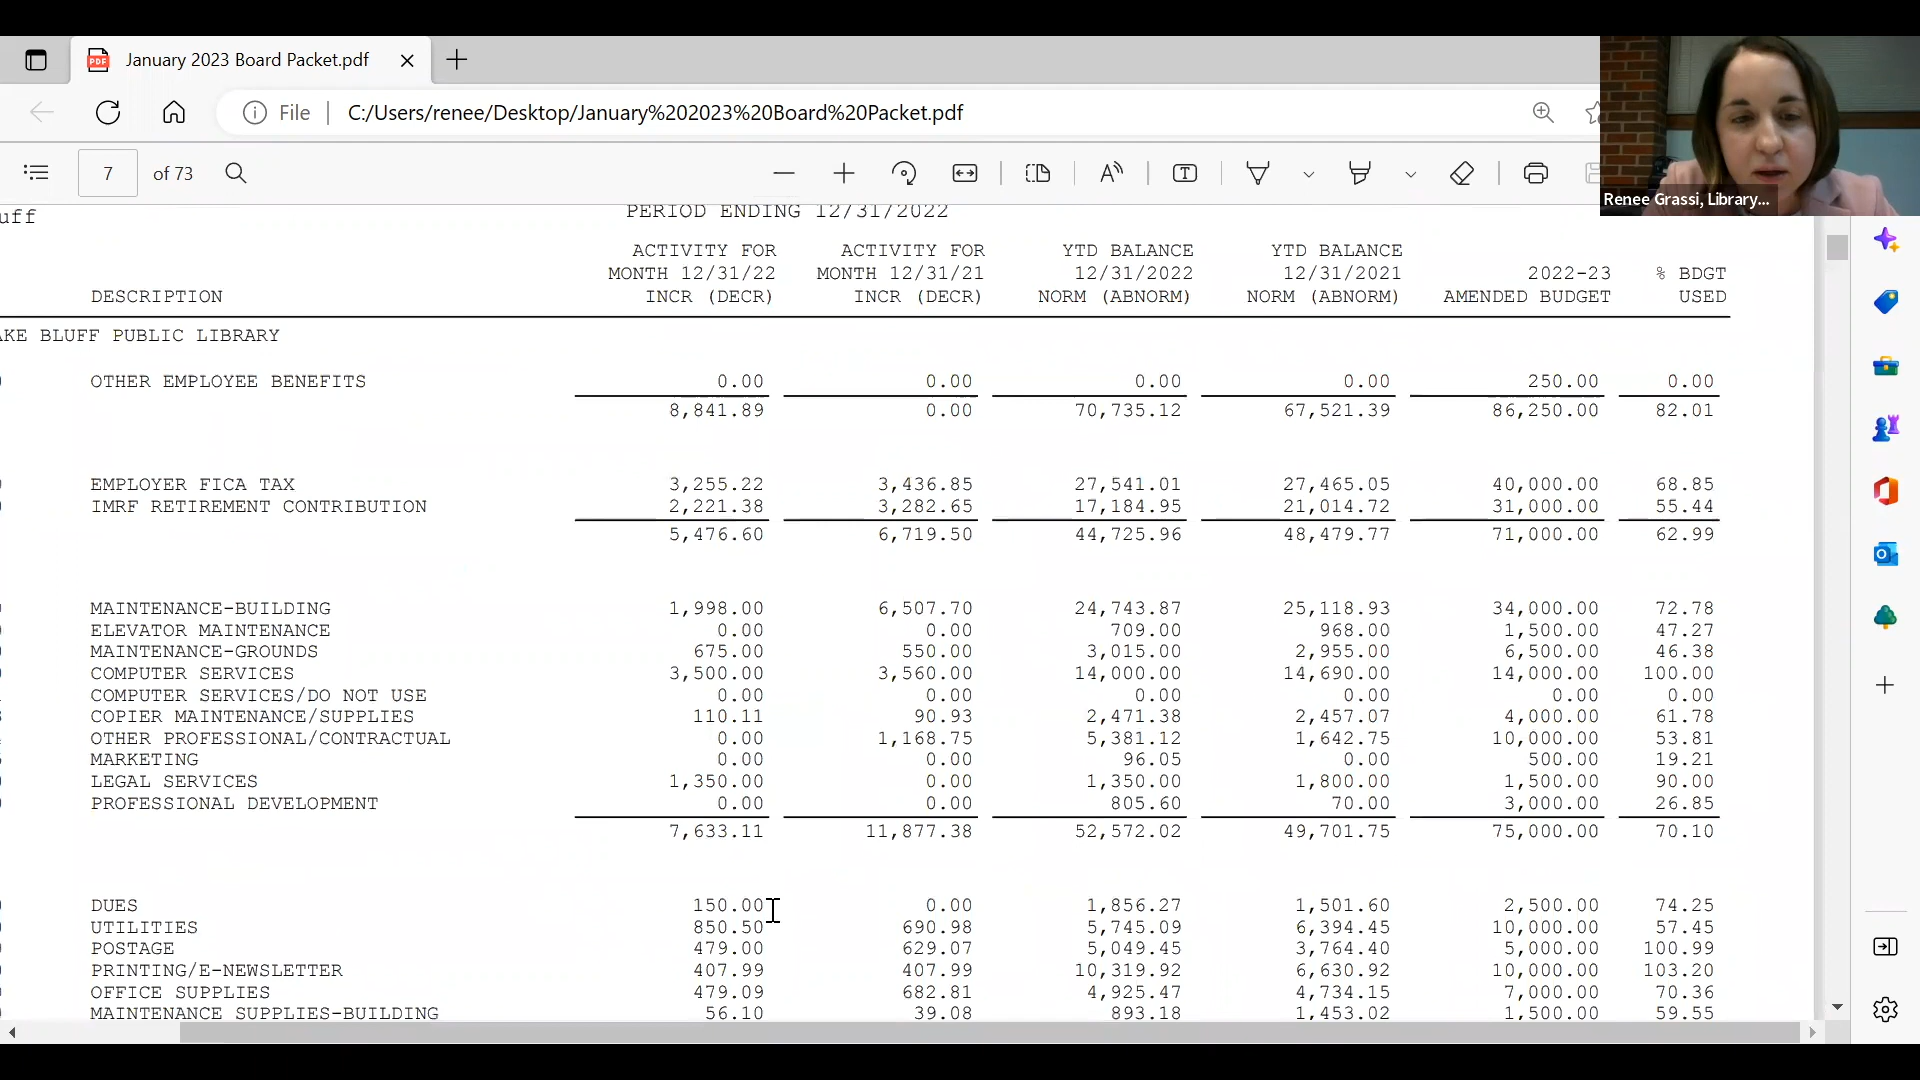 January 2023 Board Packet.pdf
File C:/Users/renee/Desktop/January%202023%20Board%20Packet.pdf
7 of 73
Renee Grassi, Library...
uff PERIOD ENDING 12/31/2022
ACTIVITY FOR ACTIVITY FOR YTD BALANCE YTD BALANCE
MONTH 12/31/22 MONTH 12/31/21 12/31/2022 12/31/2021 2022-23 % BDGT
DESCRIPTION INCR (DECR) INCR (DECR) NORM (ABNORM) NORM (ABNORM) AMENDED BUDGET USED
AKE BLUFF PUBLIC LIBRARY
OTHER EMPLOYEE BENEFITS 0.00 0.00 0.00 0.00 250.00 0.00
8,841.89 0.00 70,735.12 67,521.39 86,250.00 82.01
EMPLOYER FICA TAX 3,255.22 3,436.85 27,541.01 27,465.05 40,000.00 68.85
IMRF RETIREMENT CONTRIBUTION 2,221.38 3,282.65 17,184.95 21,014.72 31,000.00 55.44
5,476.60 6,719.50 44,725.96 48,479.77 71,000.00 62.99
MAINTENANCE-BUILDING 1,998.00 6,507.70 24,743.87 25,118.93 34,000.00 72.78
ELEVATOR MAINTENANCE 0.00 0.00 709.00 968.00 1,500.00 47.27
MAINTENANCE-GROUNDS 675.00 550.00 3,015.00 2,955.00 6,500.00 46.38
COMPUTER SERVICES 3,500.00 3,560.00 14,000.00 14,690.00 14,000.00 100.00
COMPUTER SERVICES/DO NOT USE 0.00 0.00 0.00 0.00 0.00 0.00
COPIER MAINTENANCE/SUPPLIES 110.11 90.93 2,471.38 2,457.07 4,000.00 61.78
OTHER PROFESSIONAL/CONTRACTUAL 0.00 1,168.75 5,381.12 1,642.75 10,000.00 53.81
MARKETING 0.00 0.00 96.05 0.00 500.00 19.21
LEGAL SERVICES 1,350.00 0.00 1,350.00 1,800.00 1,500.00 90.00
PROFESSIONAL DEVELOPMENT 0.00 0.00 805.60 70.00 3,000.00 26.85
7,633.11 11,877.38 52,572.02 49,701.75 75,000.00 70.10
DUES 150.00 0.00 1,856.27 1,501.60 2,500.00 74.25
UTILITIES 850.50 690.98 5,745.09 6,394.45 10,000.00 57.45
POSTAGE 479.00 629.07 5,049.45 3,764.40 5,000.00 100.99
PRINTING/E-NEWSLETTER 407.99 407.99 10,319.92 6,630.92 10,000.00 103.20
OFFICE SUPPLIES 479.09 682.81 4,925.47 4,734.15 7,000.00 70.36
MAINTENANCE SUPPLIES-BUILDING 56.10 39.08 893.18 1,453.02 1,500.00 59.55